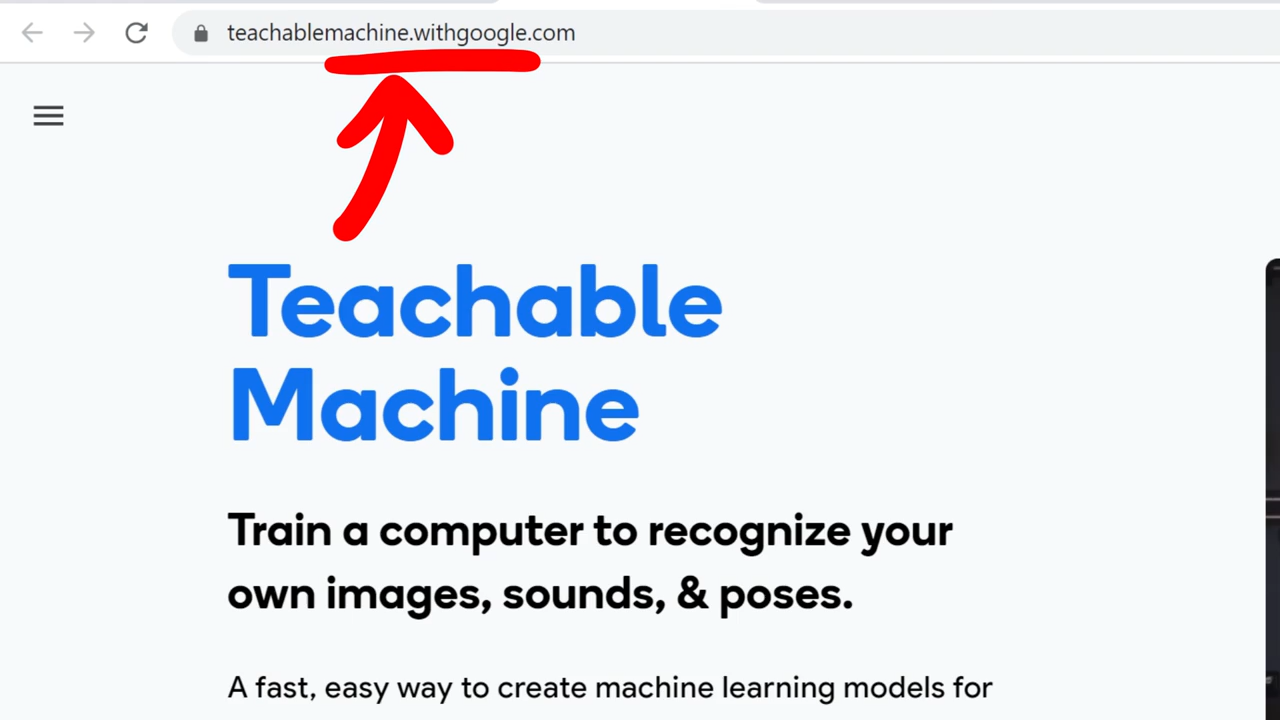 teachablemachine.withgoogle.com
Teachable
Machine
Train a computer to recognize your
own images, sounds, & poses.
A fast, easy way to create machine learning models for